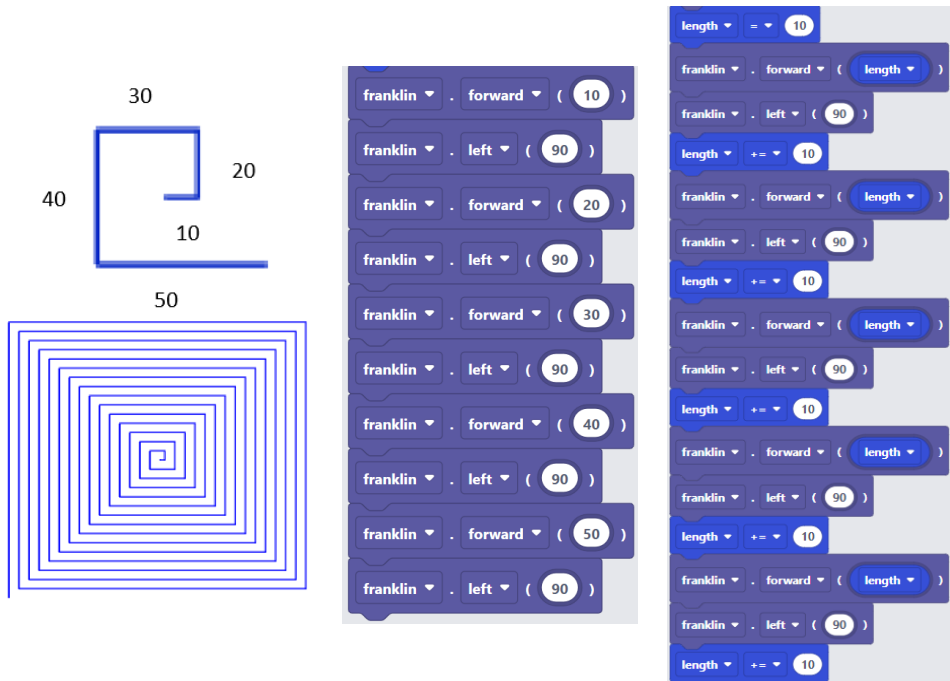 30
20
40
10
50
franklin . forward ( 10 )
franklin . left ( 90 )
franklin . forward ( 20 )
franklin . left ( 90 )
franklin . forward ( 30 )
franklin . left ( 90 )
franklin . forward ( 40 )
franklin . left ( 90 )
franklin . forward ( 50 )
franklin . left ( 90 )
length = 10
franklin . forward ( length )
franklin . left ( 90 )
length += 10
franklin . forward ( length )
franklin . left ( 90 )
length += 10
franklin . forward ( length )
franklin . left ( 90 )
length += 10
franklin . forward ( length )
franklin . left ( 90 )
length += 10
franklin . forward ( length )
franklin . left ( 90 )
length += 10